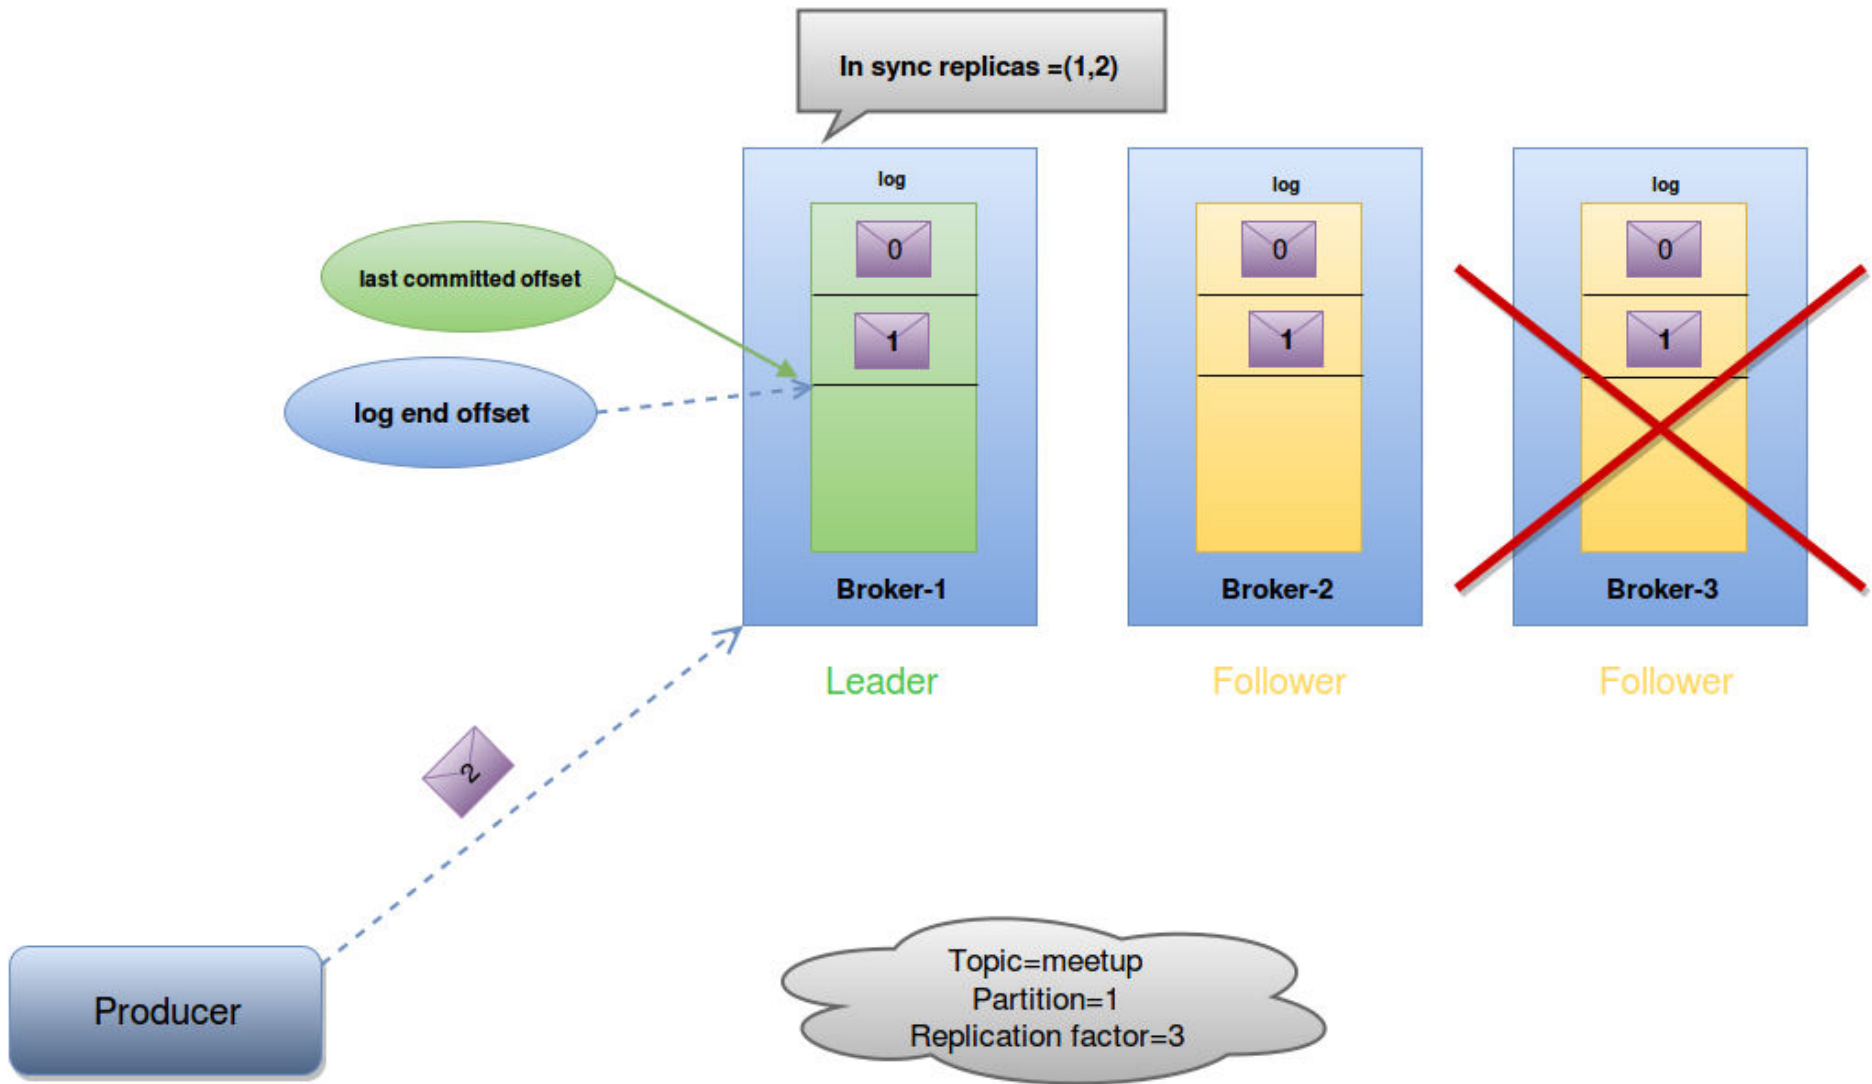 In sync replicas =(1,2)
log
log
log
0
0
0
last committed offset
1
1
1
log end offset
Broker-1
Broker-2
Broker-3
Leader
Follower
Follower
2
Producer
Topic=meetup
Partition=1
Replication factor=3